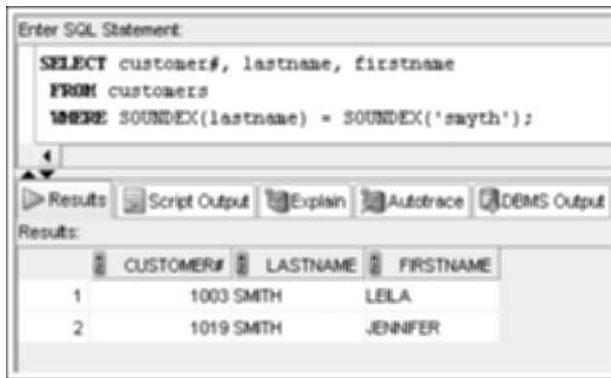 Enter SQL Statement:
SELECT customer#, lastname, firstname
FROM customers
WHERE SOUNDEX(lastname) = SOUNDEX('smyth');
Results Script Output Explain Autotrace DBMS Output
Results:
CUSTOMER# LASTNAME FIRSTNAME
1 1003 SMITH LEILA
2 1019 SMITH JENNIFER